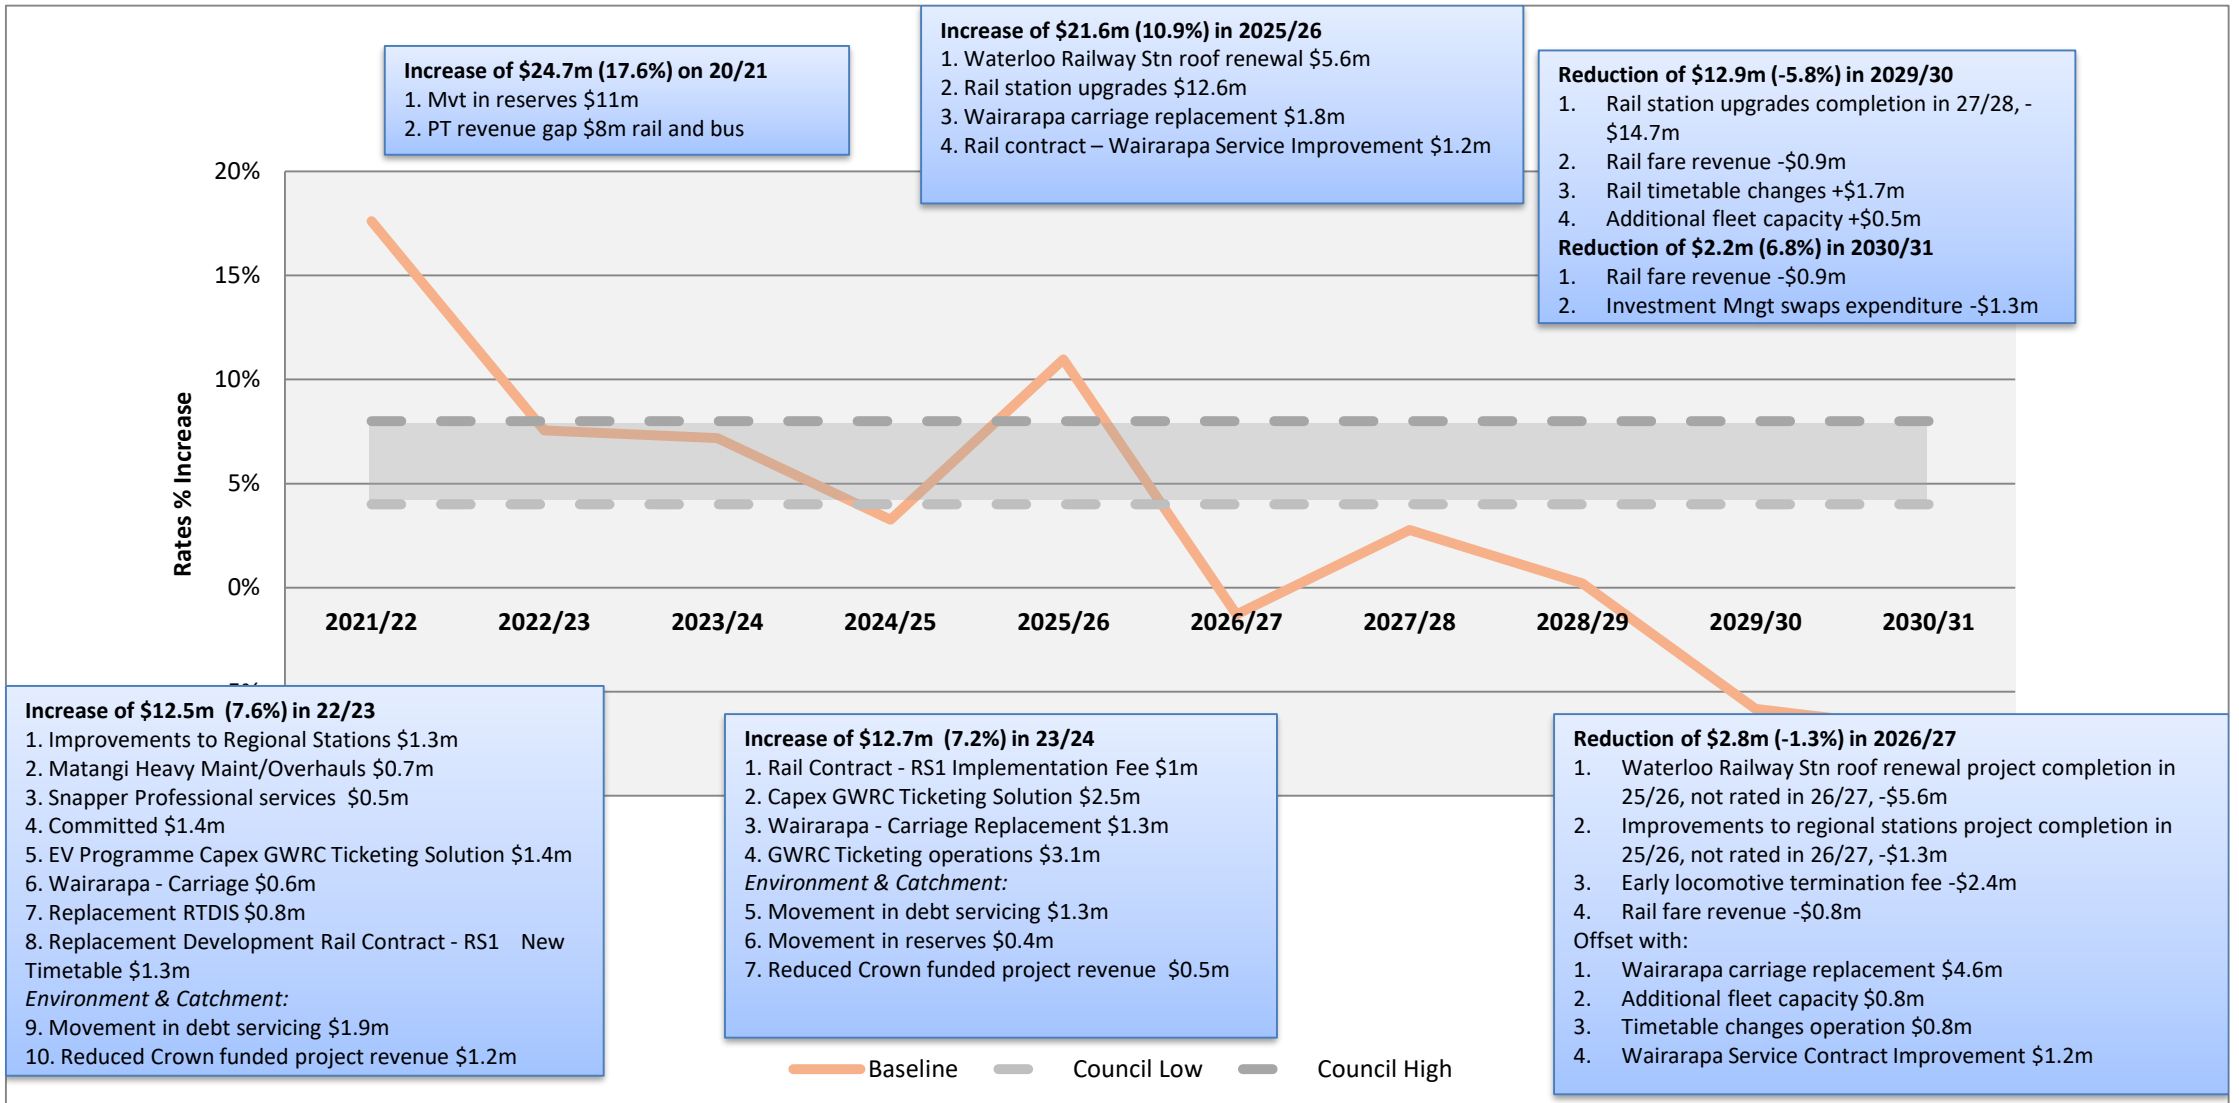 Increase of $24.7m (17.6%) on 20/21
1. Mvt in reserves $11m
2. PT revenue gap $8m rail and bus
Increase of $21.6m (10.9%) in 2025/26
1. Waterloo Railway Stn roof renewal $5.6m
2. Rail station upgrades $12.6m
3. Wairarapa carriage replacement $1.8m
4. Rail contract – Wairarapa Service Improvement $1.2m
Reduction of $12.9m (-5.8%) in 2029/30
1. Rail station upgrades completion in 27/28, -
$14.7m
2. Rail fare revenue -$0.9m
3. Rail timetable changes +$1.7m
4. Additional fleet capacity +$0.5m
Reduction of $2.2m (6.8%) in 2030/31
1. Rail fare revenue -$0.9m
2. Investment Mngt swaps expenditure -$1.3m
20%
15%
10%
5%
0%
Rates % Increase
2021/22
2022/23
2023/24
2024/25
2025/26
2026/27
2027/28
2028/29
2029/30
2030/31
Increase of $12.5m (7.6%) in 22/23
1. Improvements to Regional Stations $1.3m
2. Matangi Heavy Maint/Overhauls $0.7m
3. Snapper Professional services $0.5m
4. Committed $1.4m
5. EV Programme Capex GWRC Ticketing Solution $1.4m
6. Wairarapa - Carriage $0.6m
7. Replacement RTDIS $0.8m
8. Replacement Development Rail Contract - RS1 New
Timetable $1.3m
Environment & Catchment:
9. Movement in debt servicing $1.9m
10. Reduced Crown funded project revenue $1.2m
Increase of $12.7m (7.2%) in 23/24
1. Rail Contract - RS1 Implementation Fee $1m
2. Capex GWRC Ticketing Solution $2.5m
3. Wairarapa - Carriage Replacement $1.3m
4. GWRC Ticketing operations $3.1m
Environment & Catchment:
5. Movement in debt servicing $1.3m
6. Movement in reserves $0.4m
7. Reduced Crown funded project revenue $0.5m
Reduction of $2.8m (-1.3%) in 2026/27
1. Waterloo Railway Stn roof renewal project completion in
25/26, not rated in 26/27, -$5.6m
2. Improvements to regional stations project completion in
25/26, not rated in 26/27, -$1.3m
3. Early locomotive termination fee -$2.4m
4. Rail fare revenue -$0.8m
Offset with:
1. Wairarapa carriage replacement $4.6m
2. Additional fleet capacity $0.8m
3. Timetable changes operation $0.8m
4. Wairarapa Service Contract Improvement $1.2m
Baseline
Council Low
Council High